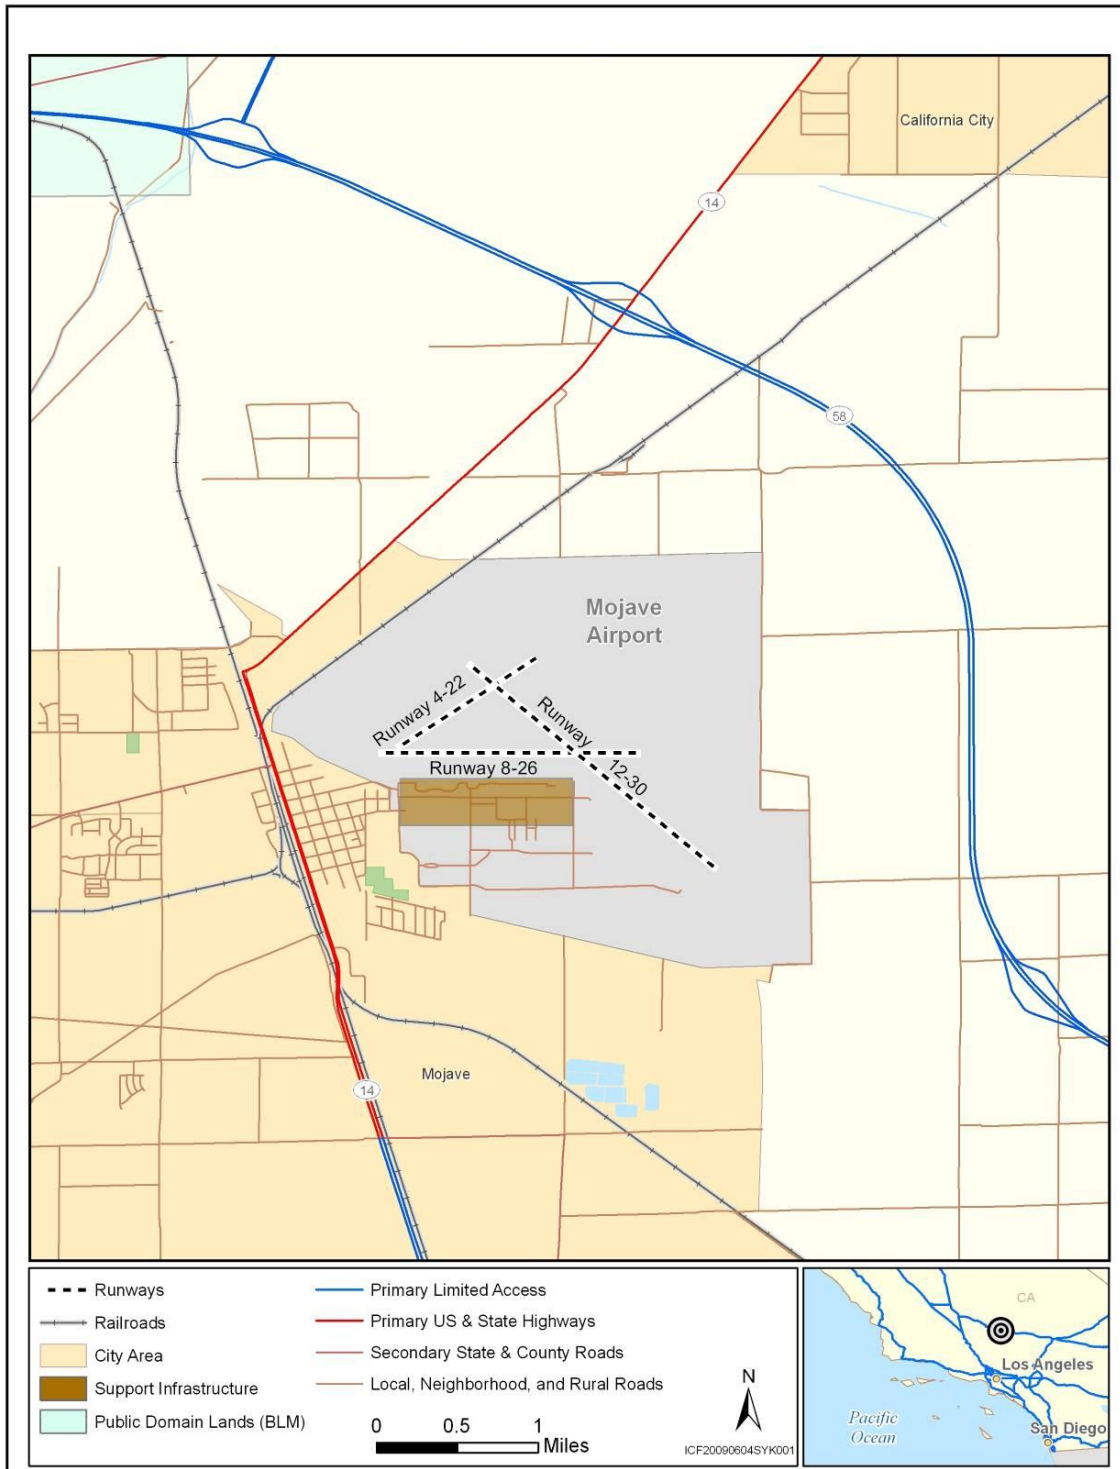 California City
14
58
Mojave
Airport
Runway 4-22
Runway
12-30
Runway 8-26
Mojave
14
Runways
Railroads
City Area
Support Infrastructure
Public Domain Lands (BLM)
Primary Limited Access
Primary US & State Highways
Secondary State & County Roads
Local, Neighborhood, and Rural Roads
0 0.5 1
Miles
N
ICF20090604SYK001
CA
Los Angeles
Pacific
Ocean
San Diego